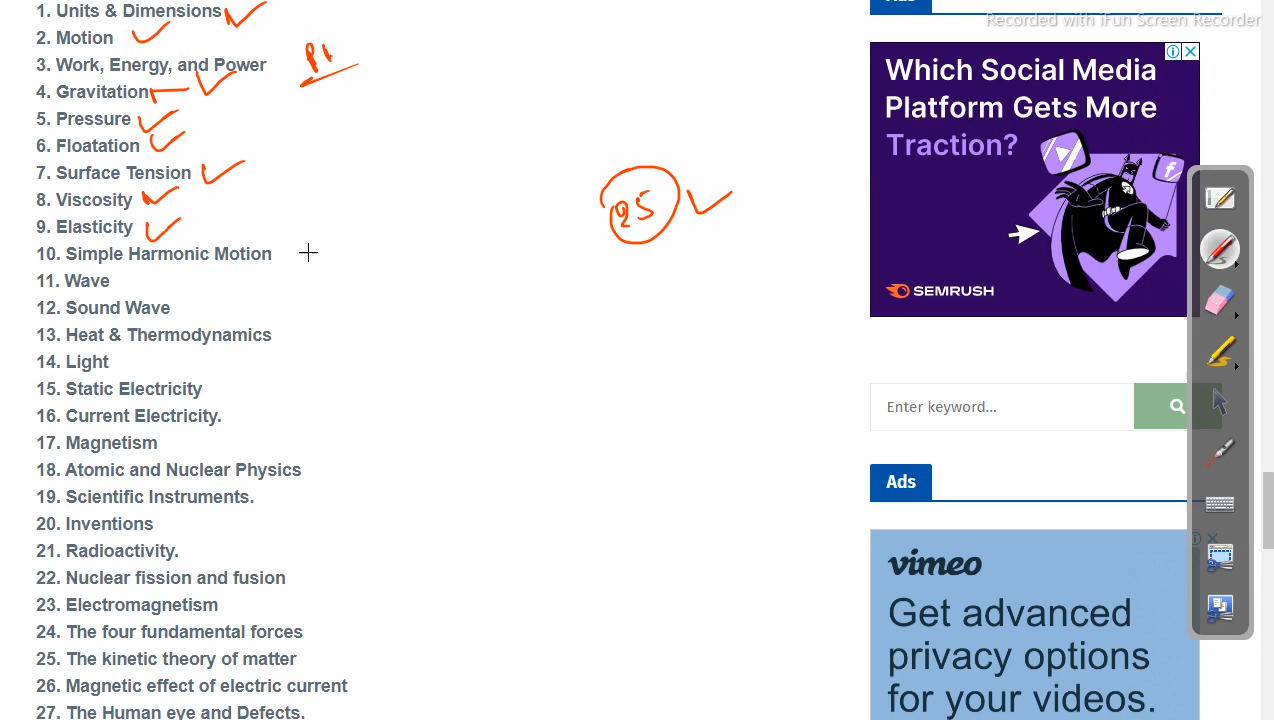 1. Units & Dimensions
2. Motion
3. Work, Energy, and Power
4. Gravitation
5. Pressure
6. Floatation
7. Surface Tension
8. Viscosity
9. Elasticity
10. Simple Harmonic Motion
11. Wave
12. Sound Wave
13. Heat & Thermodynamics
14. Light
15. Static Electricity
16. Current Electricity.
17. Magnetism
18. Atomic and Nuclear Physics
19. Scientific Instruments.
20. Inventions
21. Radioactivity.
22. Nuclear fission and fusion
23. Electromagnetism
24. The four fundamental forces
25. The kinetic theory of matter
26. Magnetic effect of electric current
27. The Human eye and Defects.
25
Ads
Recorded with iFun Screen Recorder
Which Social Media
Platform Gets More
Traction?
SEMRUSH
Enter keyword...
Ads
vimeo
Get advanced
privacy options
for your videos.